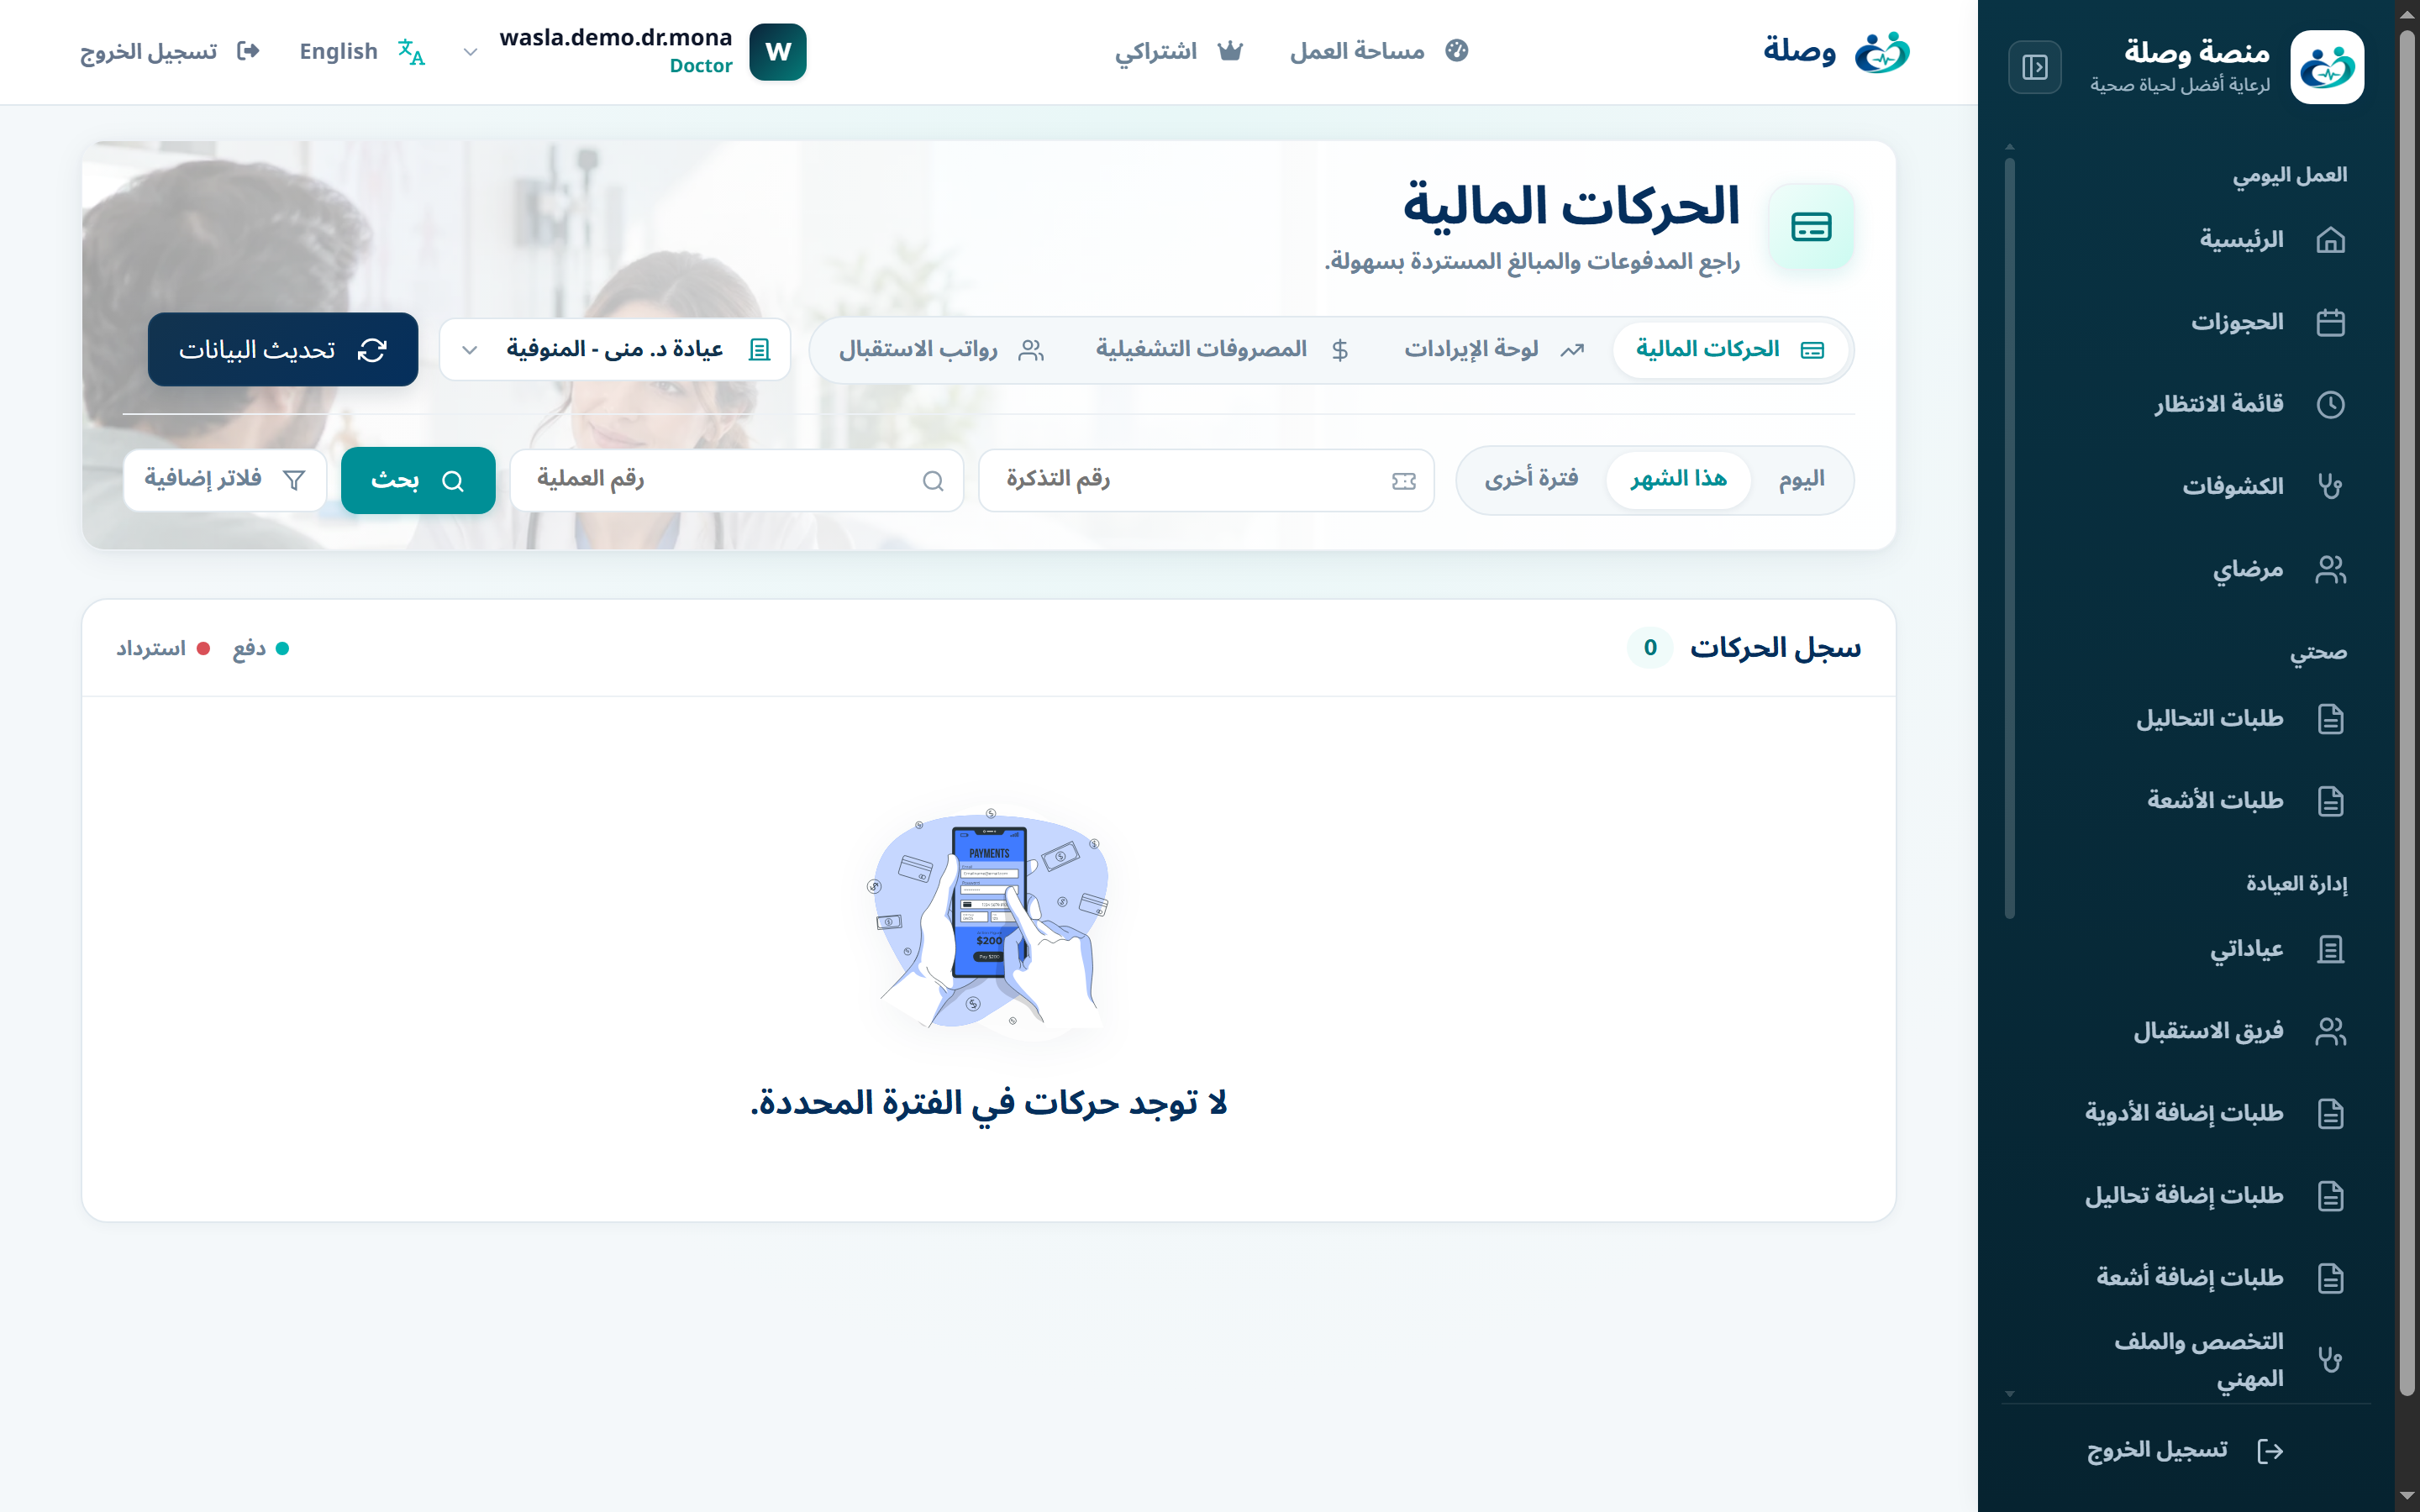 منصة وصلة
لرعاية أفضل لحياة صحية
العمل اليومي
الرئيسية
الحجوزات
قائمة الانتظار
الكشوفات
مرضاي
صحتي
طلبات التحاليل
طلبات الأشعة
إدارة العيادة
عياداتي
فريق الاستقبال
طلبات إضافة الأدوية
طلبات إضافة تحاليل
طلبات إضافة أشعة
التخصص والملف
المهني
تسجيل الخروج
وصلة
مساحة العمل
اشتراكي
W
wasla.demo.dr.mona
Doctor
English
تسجيل الخروج
الحركات المالية
راجع المدفوعات والمبالغ المستردة بسهولة.
الحركات المالية
لوحة الإيرادات
المصروفات التشغيلية
رواتب الاستقبال
عيادة د. منى - المنوفية
تحديث البيانات
اليوم
هذا الشهر
فترة أخرى
رقم التذكرة
رقم العملية
بحث
فلاتر إضافية
سجل الحركات 0
دفع
استرداد
PAYMENTS
$200
Pay $200
لا توجد حركات في الفترة المحددة.